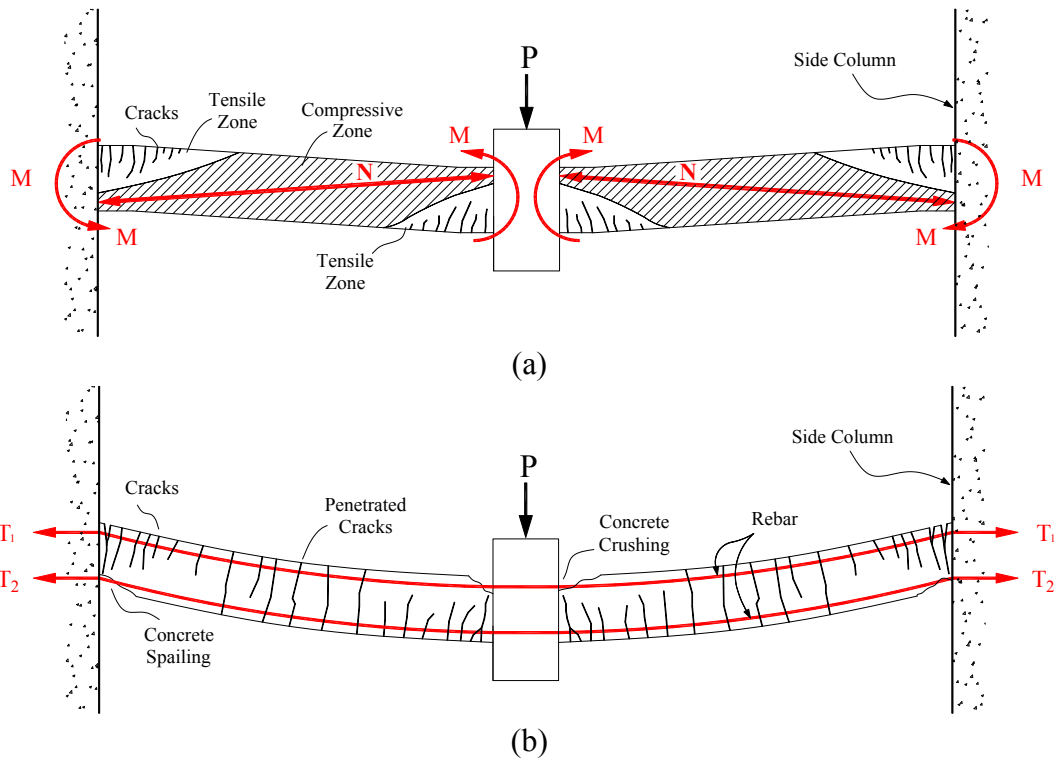 P
Side Column
Tensile
Zone
Compressive
Zone
Cracks
M
M
M
M
N
N
M
M
Tensile
Zone
(a)
Side Column
P
Cracks
Penetrated
Cracks
Concrete
Crushing
Rebar
T1
T1
T2
T2
Concrete
Spailing
(b)